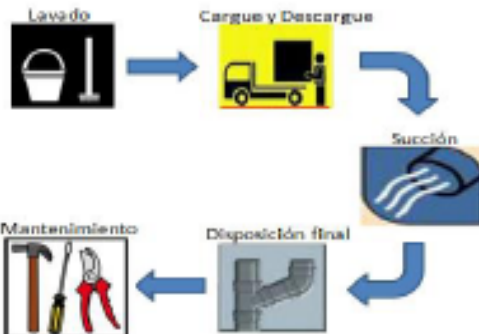 Lavado
Cargue y Descargue
Succión
Disposición final
Mantenimiento